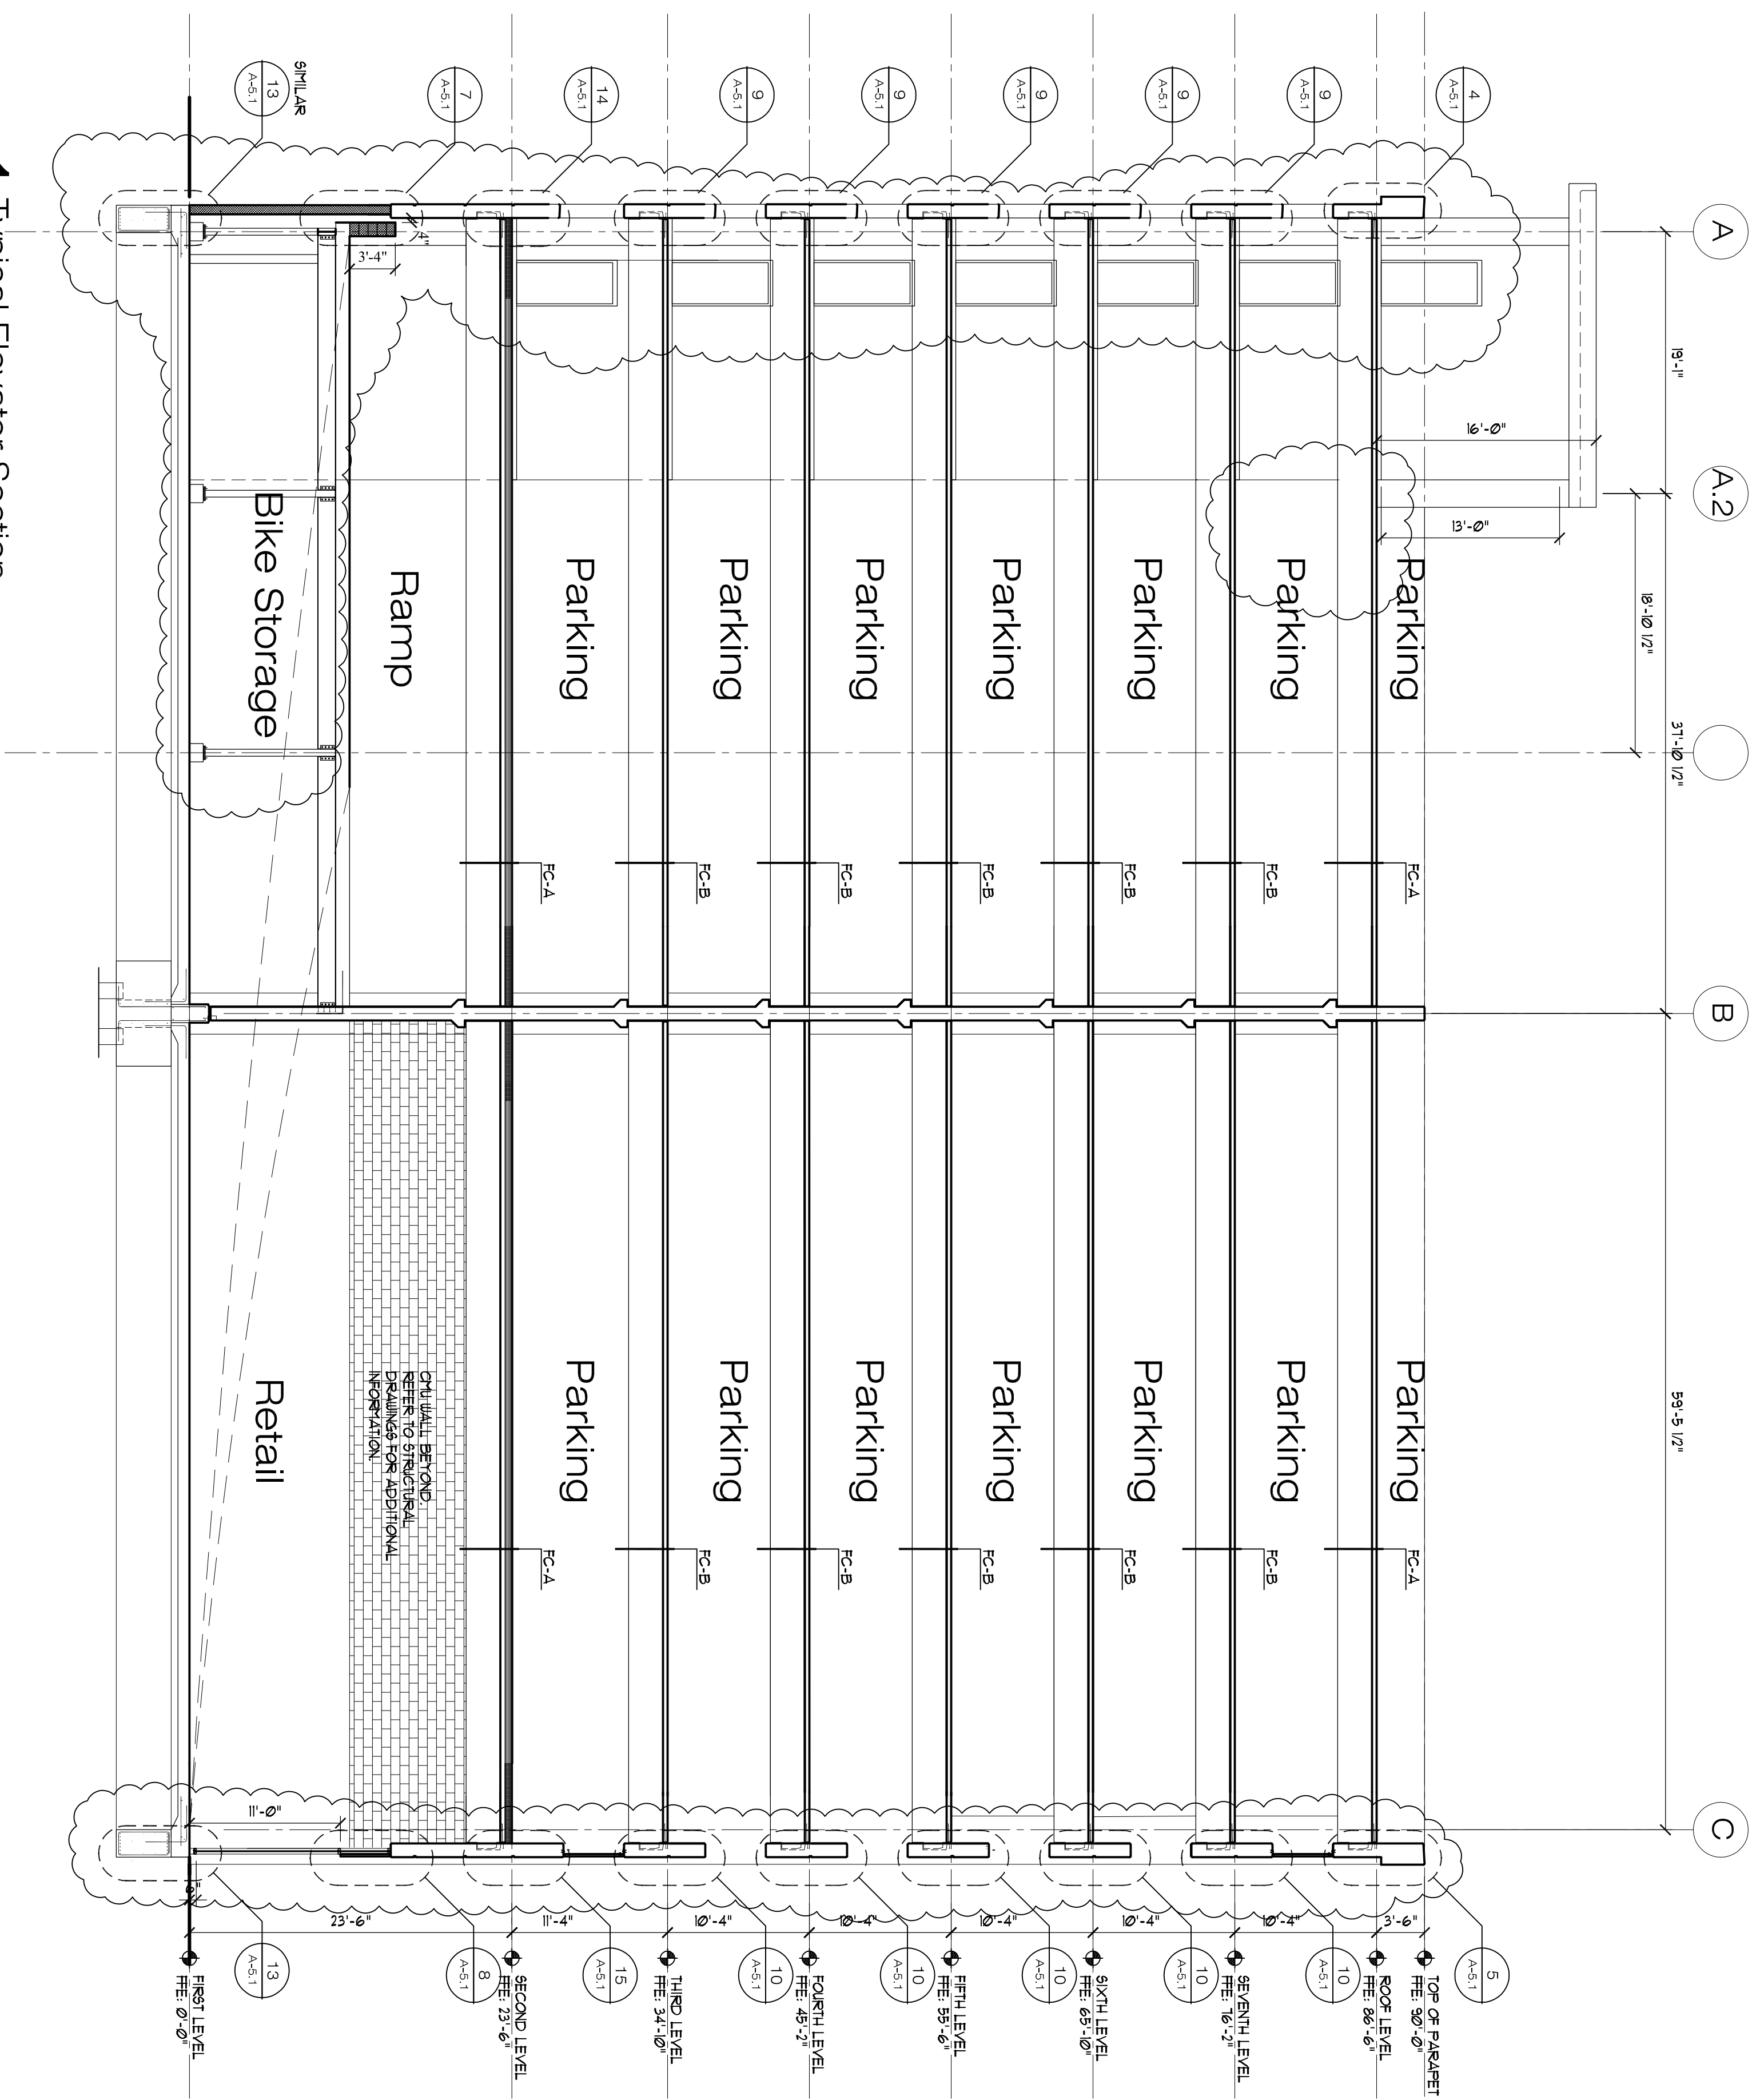 A
A.2
B
C
19'-1"
37'-10 1/2"
59'-5 1/2"
18'-10 1/2"
16'-0"
13'-0"
4
A-5.1
5
A-5.1
TOP OF PARAPET
FFE: 90'-0"
3'-6"
Parking
Parking
FC-A
FC-A
ROOF LEVEL
FFE: 86'-6"
9
A-5.1
10
A-5.1
10'-4"
Parking
Parking
FC-B
FC-B
SEVENTH LEVEL
FFE: 76'-2"
9
A-5.1
10
A-5.1
10'-4"
Parking
Parking
FC-B
FC-B
SIXTH LEVEL
FFE: 65'-10"
9
A-5.1
10
A-5.1
10'-4"
Parking
Parking
FC-B
FC-B
FIFTH LEVEL
FFE: 55'-6"
9
A-5.1
10
A-5.1
10'-4"
Parking
Parking
FC-B
FC-B
FOURTH LEVEL
FFE: 45'-2"
9
A-5.1
10
A-5.1
10'-4"
Parking
Parking
FC-B
FC-B
THIRD LEVEL
FFE: 34'-10"
14
A-5.1
15
A-5.1
11'-4"
Parking
Parking
FC-A
FC-A
SECOND LEVEL
FFE: 23'-6"
7
A-5.1
8
A-5.1
4"
3'-4"
Ramp
CMU WALL BEYOND.
REFER TO STRUCTURAL
DRAWINGS FOR ADDITIONAL
INFORMATION.
23'-6"
11'-0"
Bike Storage
Retail
SIMILAR
13
A-5.1
13
A-5.1
FIRST LEVEL
FFE: 0'-0"
1 Typical Elevator Section